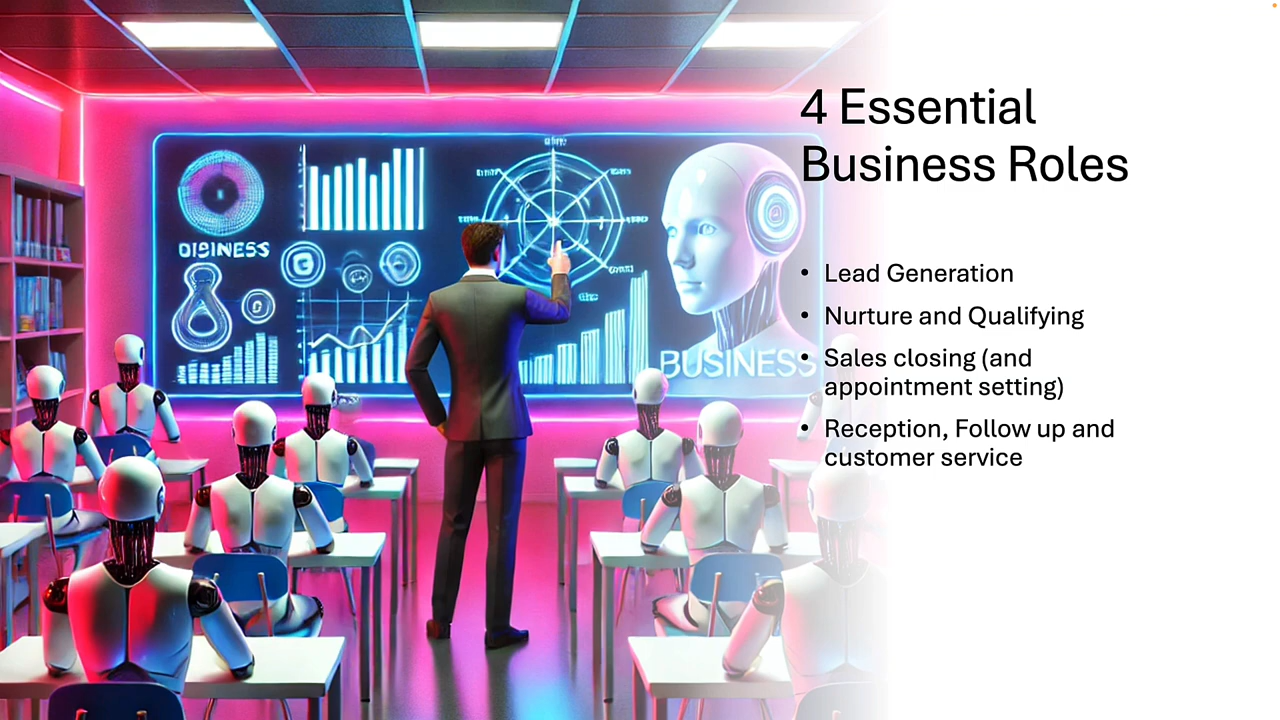 4 Essential
Business Roles
• Lead Generation
• Nurture and Qualifying
• Sales closing (and
appointment setting)
• Reception, Follow up and
customer service
DISINESS
BUSINESS